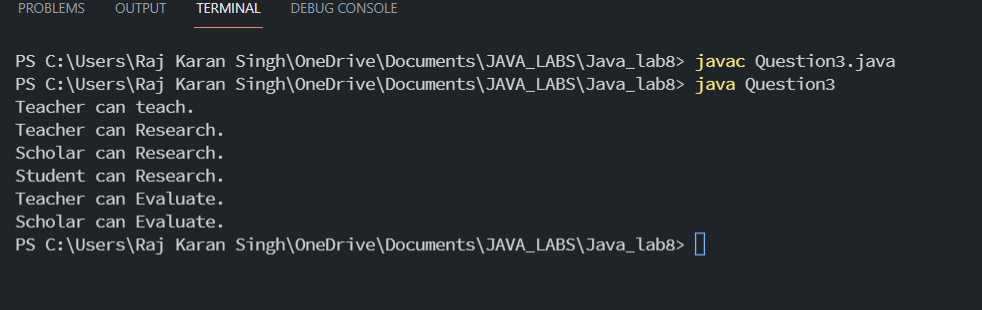 PROBLEMS OUTPUT TERMINAL DEBUG CONSOLE
PS C:\Users\Raj Karan Singh\OneDrive\Documents\JAVA_LABS\Java_lab8> javac Question3.java
PS C:\Users\Raj Karan Singh\OneDrive\Documents\JAVA_LABS\Java_lab8> java Question3
Teacher can teach.
Teacher can Research.
Scholar can Research.
Student can Research.
Teacher can Evaluate.
Scholar can Evaluate.
PS C:\Users\Raj Karan Singh\OneDrive\Documents\JAVA_LABS\Java_lab8>